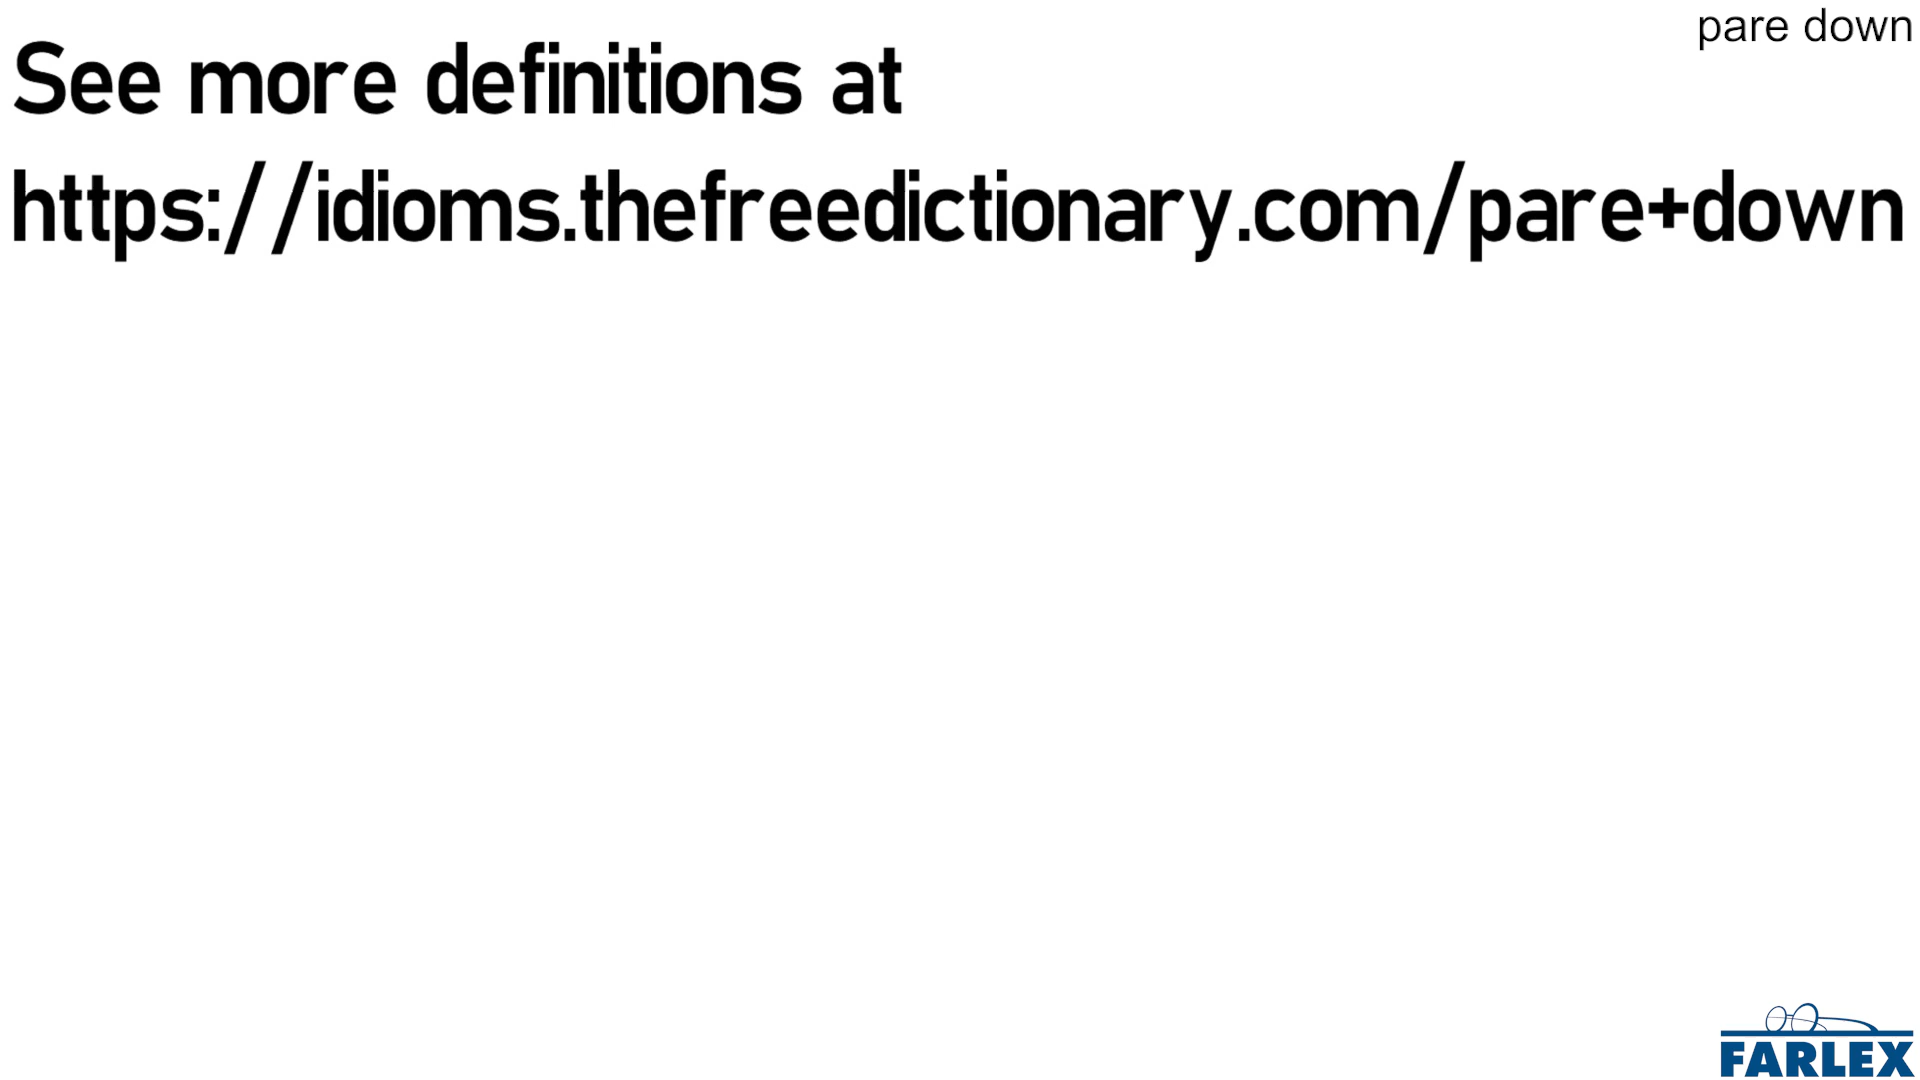 pare down
See more definitions at
https://idioms.thefreedictionary.com/pare+down
FARLEX